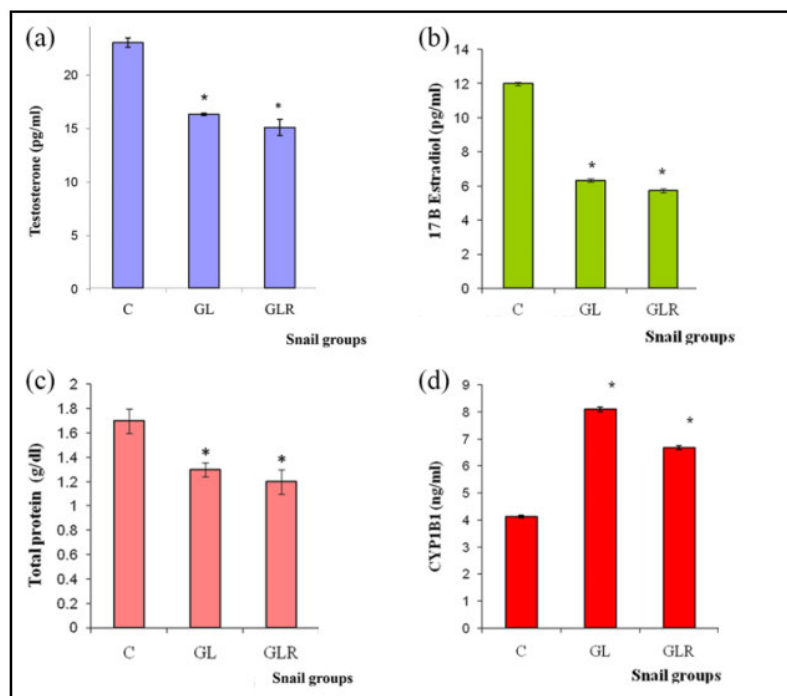 (a)
Testosterone (pg/ml)
20
15
10
5
0
*
*
C GL GLR
Snail groups
(b)
17 B Estradiol (pg/ml)
14
12
10
8
6
4
2
0
*
*
C GL GLR
Snail groups
(c)
Total protein (g/dl)
2
1.8
1.6
1.4
1.2
1
0.8
0.6
0.4
0.2
0
*
*
C GL GLR
Snail groups
(d)
CYP1B1 (ng/ml)
9
8
7
6
5
4
3
2
1
0
*
*
C GL GLR
Snail groups